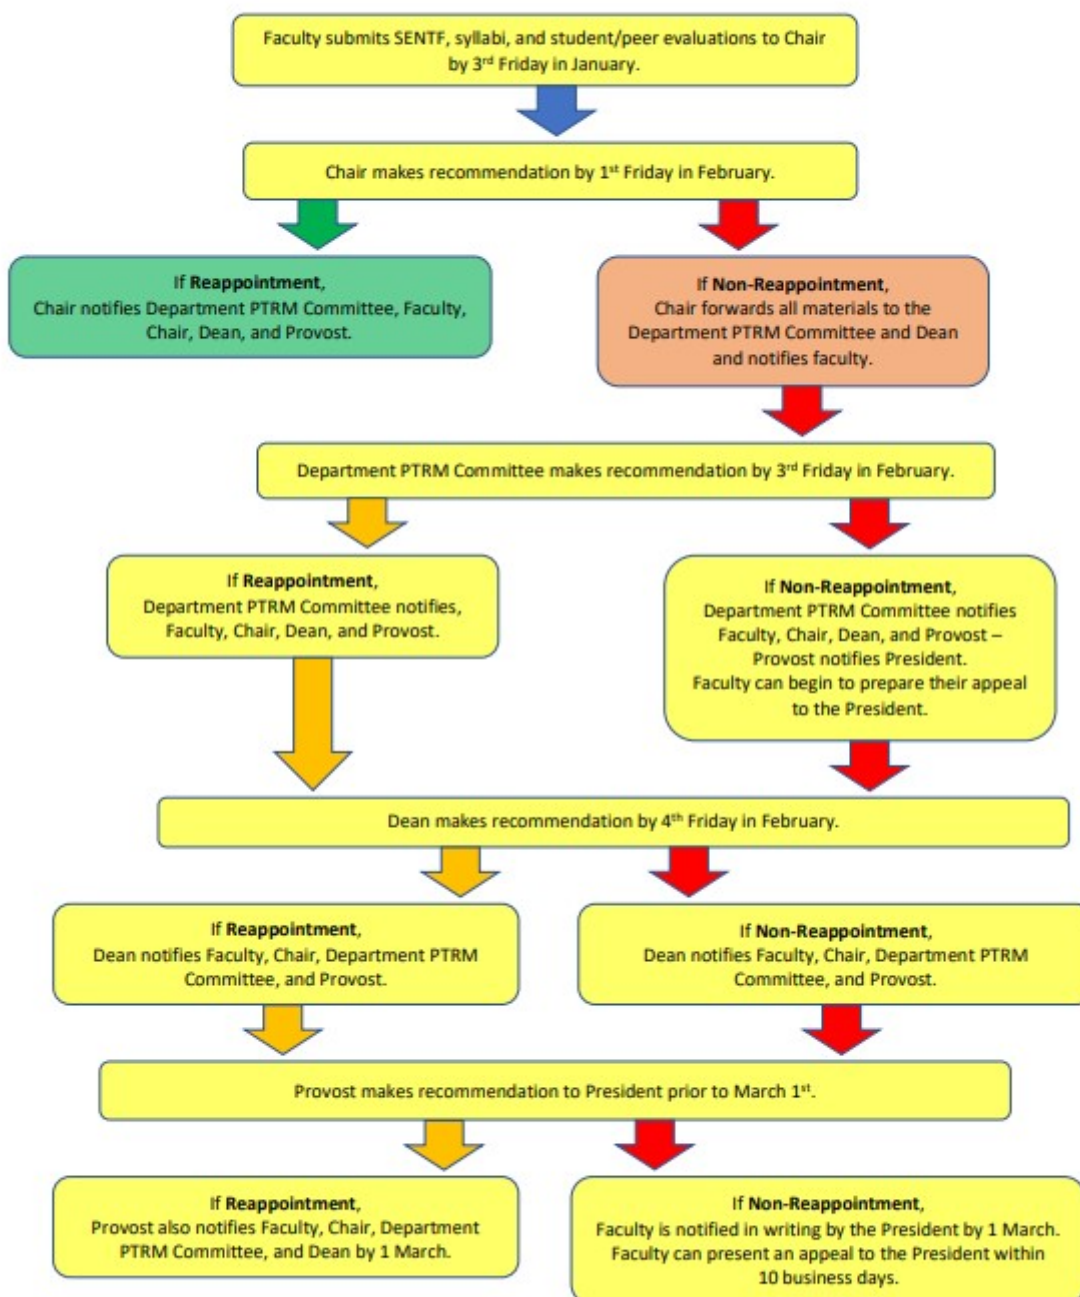 Faculty submits SENTF, syllabi, and student/peer evaluations to Chair
by 3rd Friday in January.
Chair makes recommendation by 1st Friday in February.
If Reappointment,
Chair notifies Department PTRM Committee, Faculty,
Chair, Dean, and Provost.
If Non-Reappointment,
Chair forwards all materials to the
Department PTRM Committee and Dean
and notifies faculty.
Department PTRM Committee makes recommendation by 3rd Friday in February.
If Reappointment,
Department PTRM Committee notifies,
Faculty, Chair, Dean, and Provost.
If Non-Reappointment,
Department PTRM Committee notifies
Faculty, Chair, Dean, and Provost –
Provost notifies President.
Faculty can begin to prepare their appeal
to the President.
Dean makes recommendation by 4th Friday in February.
If Reappointment,
Dean notifies Faculty, Chair, Department PTRM
Committee, and Provost.
If Non-Reappointment,
Dean notifies Faculty, Chair, Department PTRM
Committee, and Provost.
Provost makes recommendation to President prior to March 1st.
If Reappointment,
Provost also notifies Faculty, Chair, Department
PTRM Committee, and Dean by 1 March.
If Non-Reappointment,
Faculty is notified in writing by the President by 1 March.
Faculty can present an appeal to the President within
10 business days.